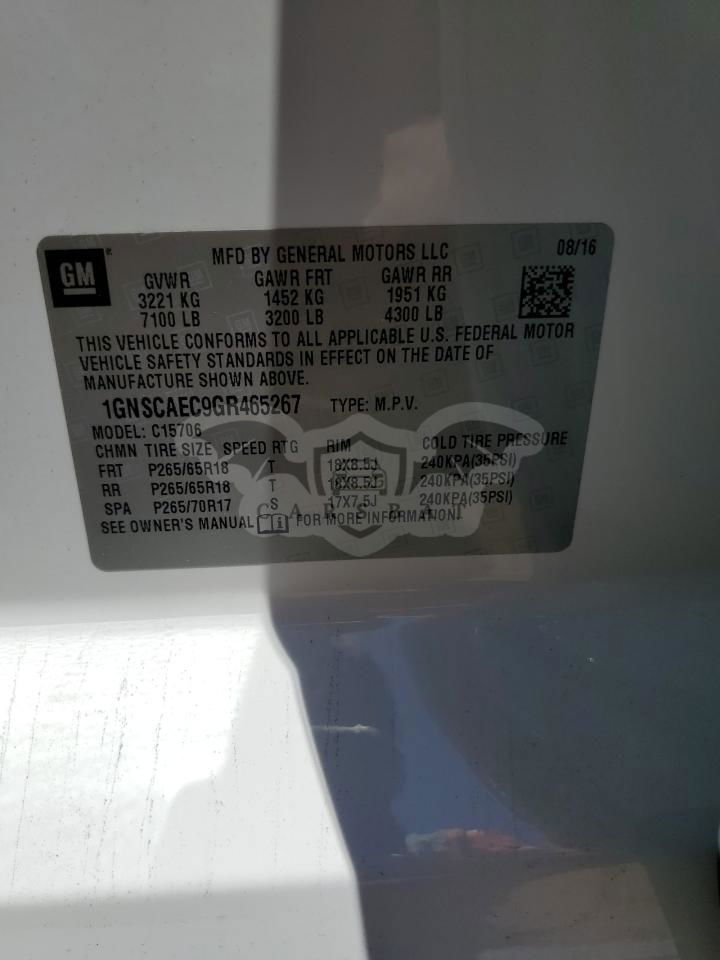 GM
MFD BY GENERAL MOTORS LLC 08/16
GVWR GAWR FRT GAWR RR
3221 KG 1452 KG 1951 KG
7100 LB 3200 LB 4300 LB
THIS VEHICLE CONFORMS TO ALL APPLICABLE U.S. FEDERAL MOTOR
VEHICLE SAFETY STANDARDS IN EFFECT ON THE DATE OF
MANUFACTURE SHOWN ABOVE.
1GNSCAEC9GR465267 TYPE: M.P.V.
MODEL: C15706
CHMN TIRE SIZE SPEED RTG RIM COLD TIRE PRESSURE
FRT P265/65R18 T 18X8.5J 240KPA(35PSI)
RR P265/65R18 T 18X8.5J 240KPA(35PSI)
SPA P265/70R17 S 17X7.5J 240KPA(35PSI)
SEE OWNER'S MANUAL FOR MORE INFORMATION.
CARSBAT